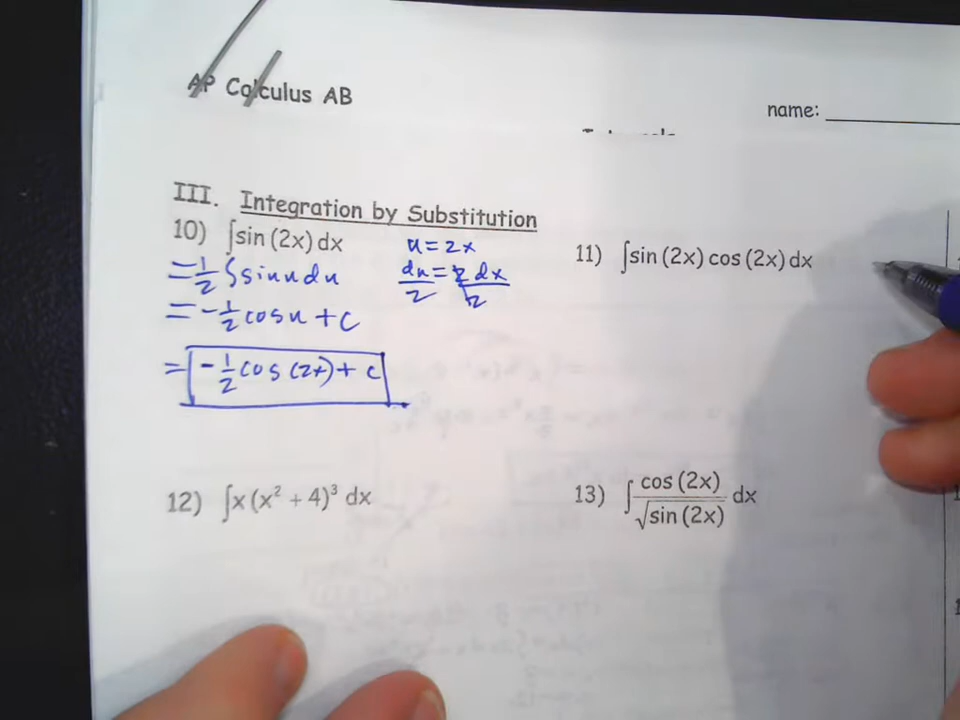 AP Calculus AB
name:
III. Integration by Substitution
10) ∫sin (2x) dx
u = 2x
= 1/2 ∫sin u du
du/2 = 2 dx/2
= -1/2 cos u + C
= -1/2 cos (2x) + C
11) ∫sin (2x) cos (2x) dx
12) ∫x (x² + 4)³ dx
13) ∫ cos (2x) / √sin (2x) dx